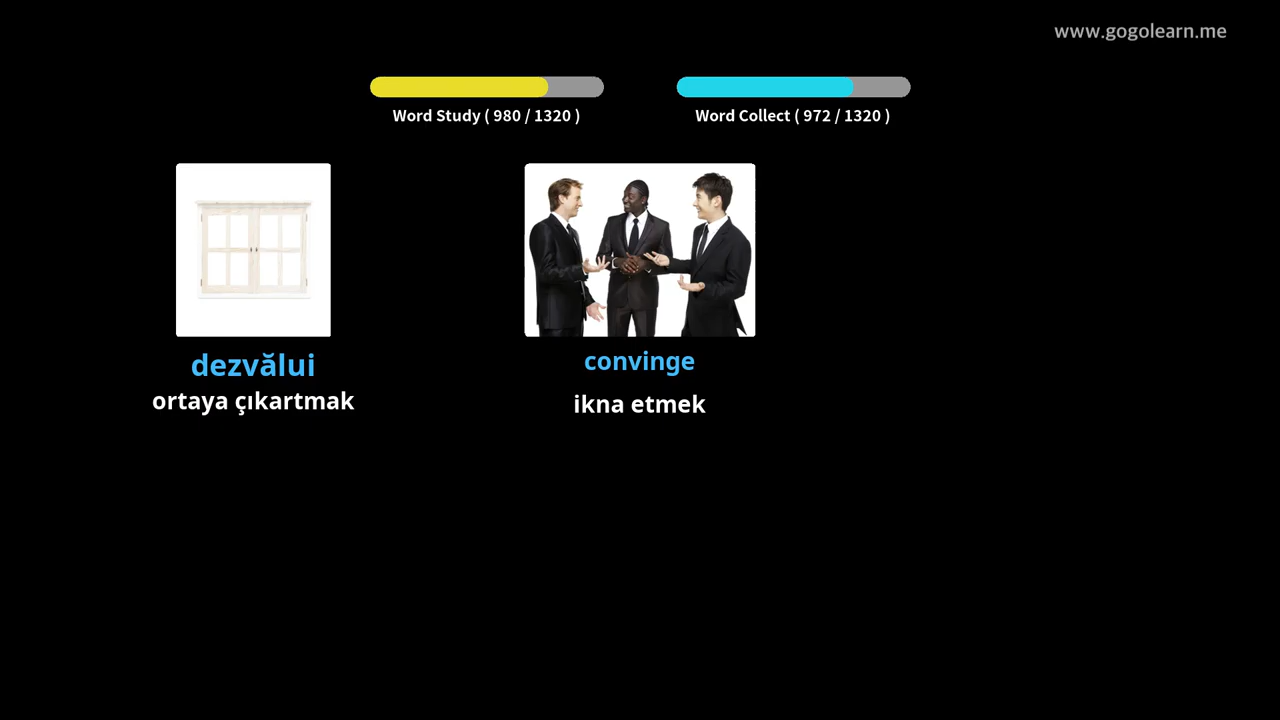 www.gogolearn.me
Word Study ( 980 / 1320 )
Word Collect ( 972 / 1320 )
dezvălui
ortaya çıkartmak
convinge
ikna etmek